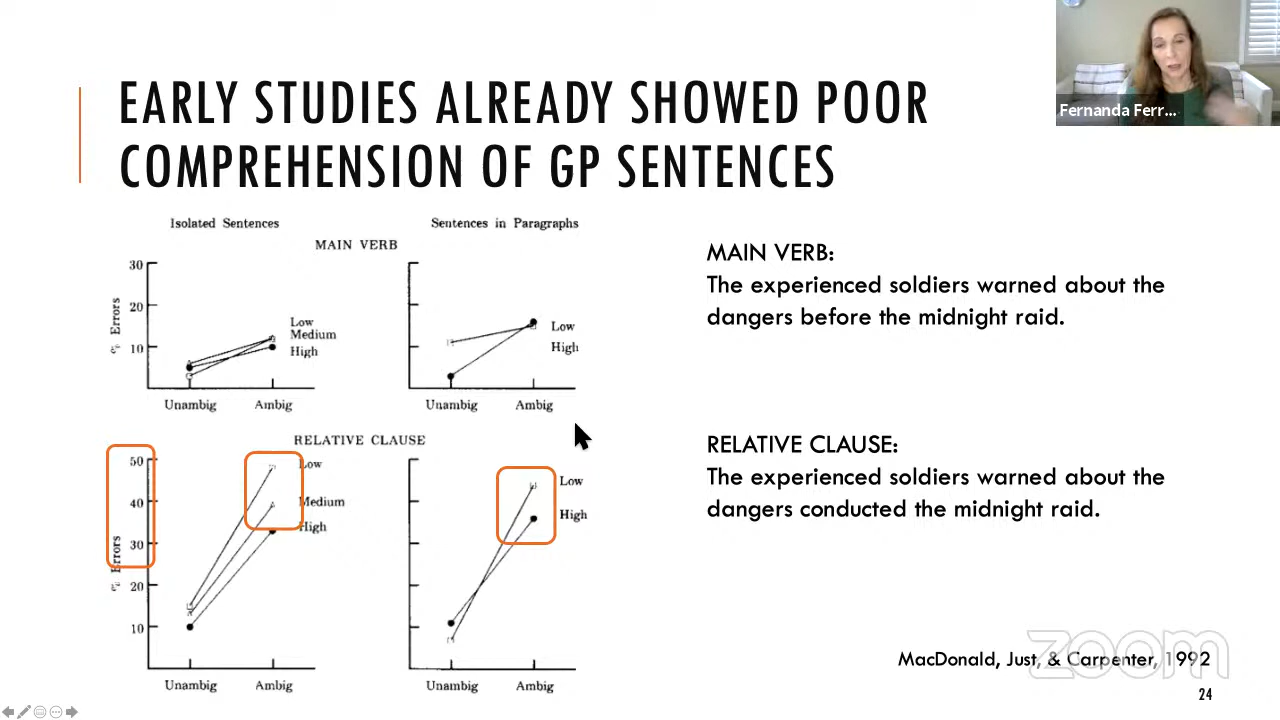 Fernanda Ferr...
EARLY STUDIES ALREADY SHOWED POOR
COMPREHENSION OF GP SENTENCES
Isolated Sentences
Sentences in Paragraphs
MAIN VERB
30
20
10
% Errors
Low
Medium
High
Low
High
Unambig
Ambig
Unambig
Ambig
RELATIVE CLAUSE
50
40
30
20
10
% Errors
Low
Medium
High
Low
High
Unambig
Ambig
Unambig
Ambig
MAIN VERB:
The experienced soldiers warned about the
dangers before the midnight raid.
RELATIVE CLAUSE:
The experienced soldiers warned about the
dangers conducted the midnight raid.
zoom
MacDonald, Just, & Carpenter, 1992
24